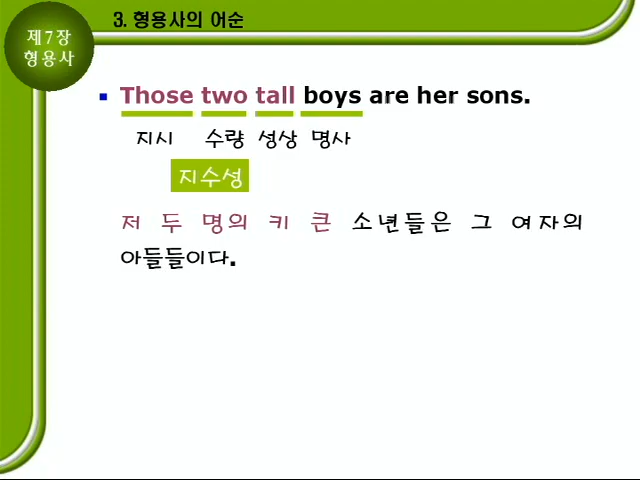 제7장
형용사
3. 형용사의 어순
Those two tall boys are her sons.
지시 수량 성상 명사
지수성
저 두 명의 키 큰 소년들은 그 여자의
아들들이다.